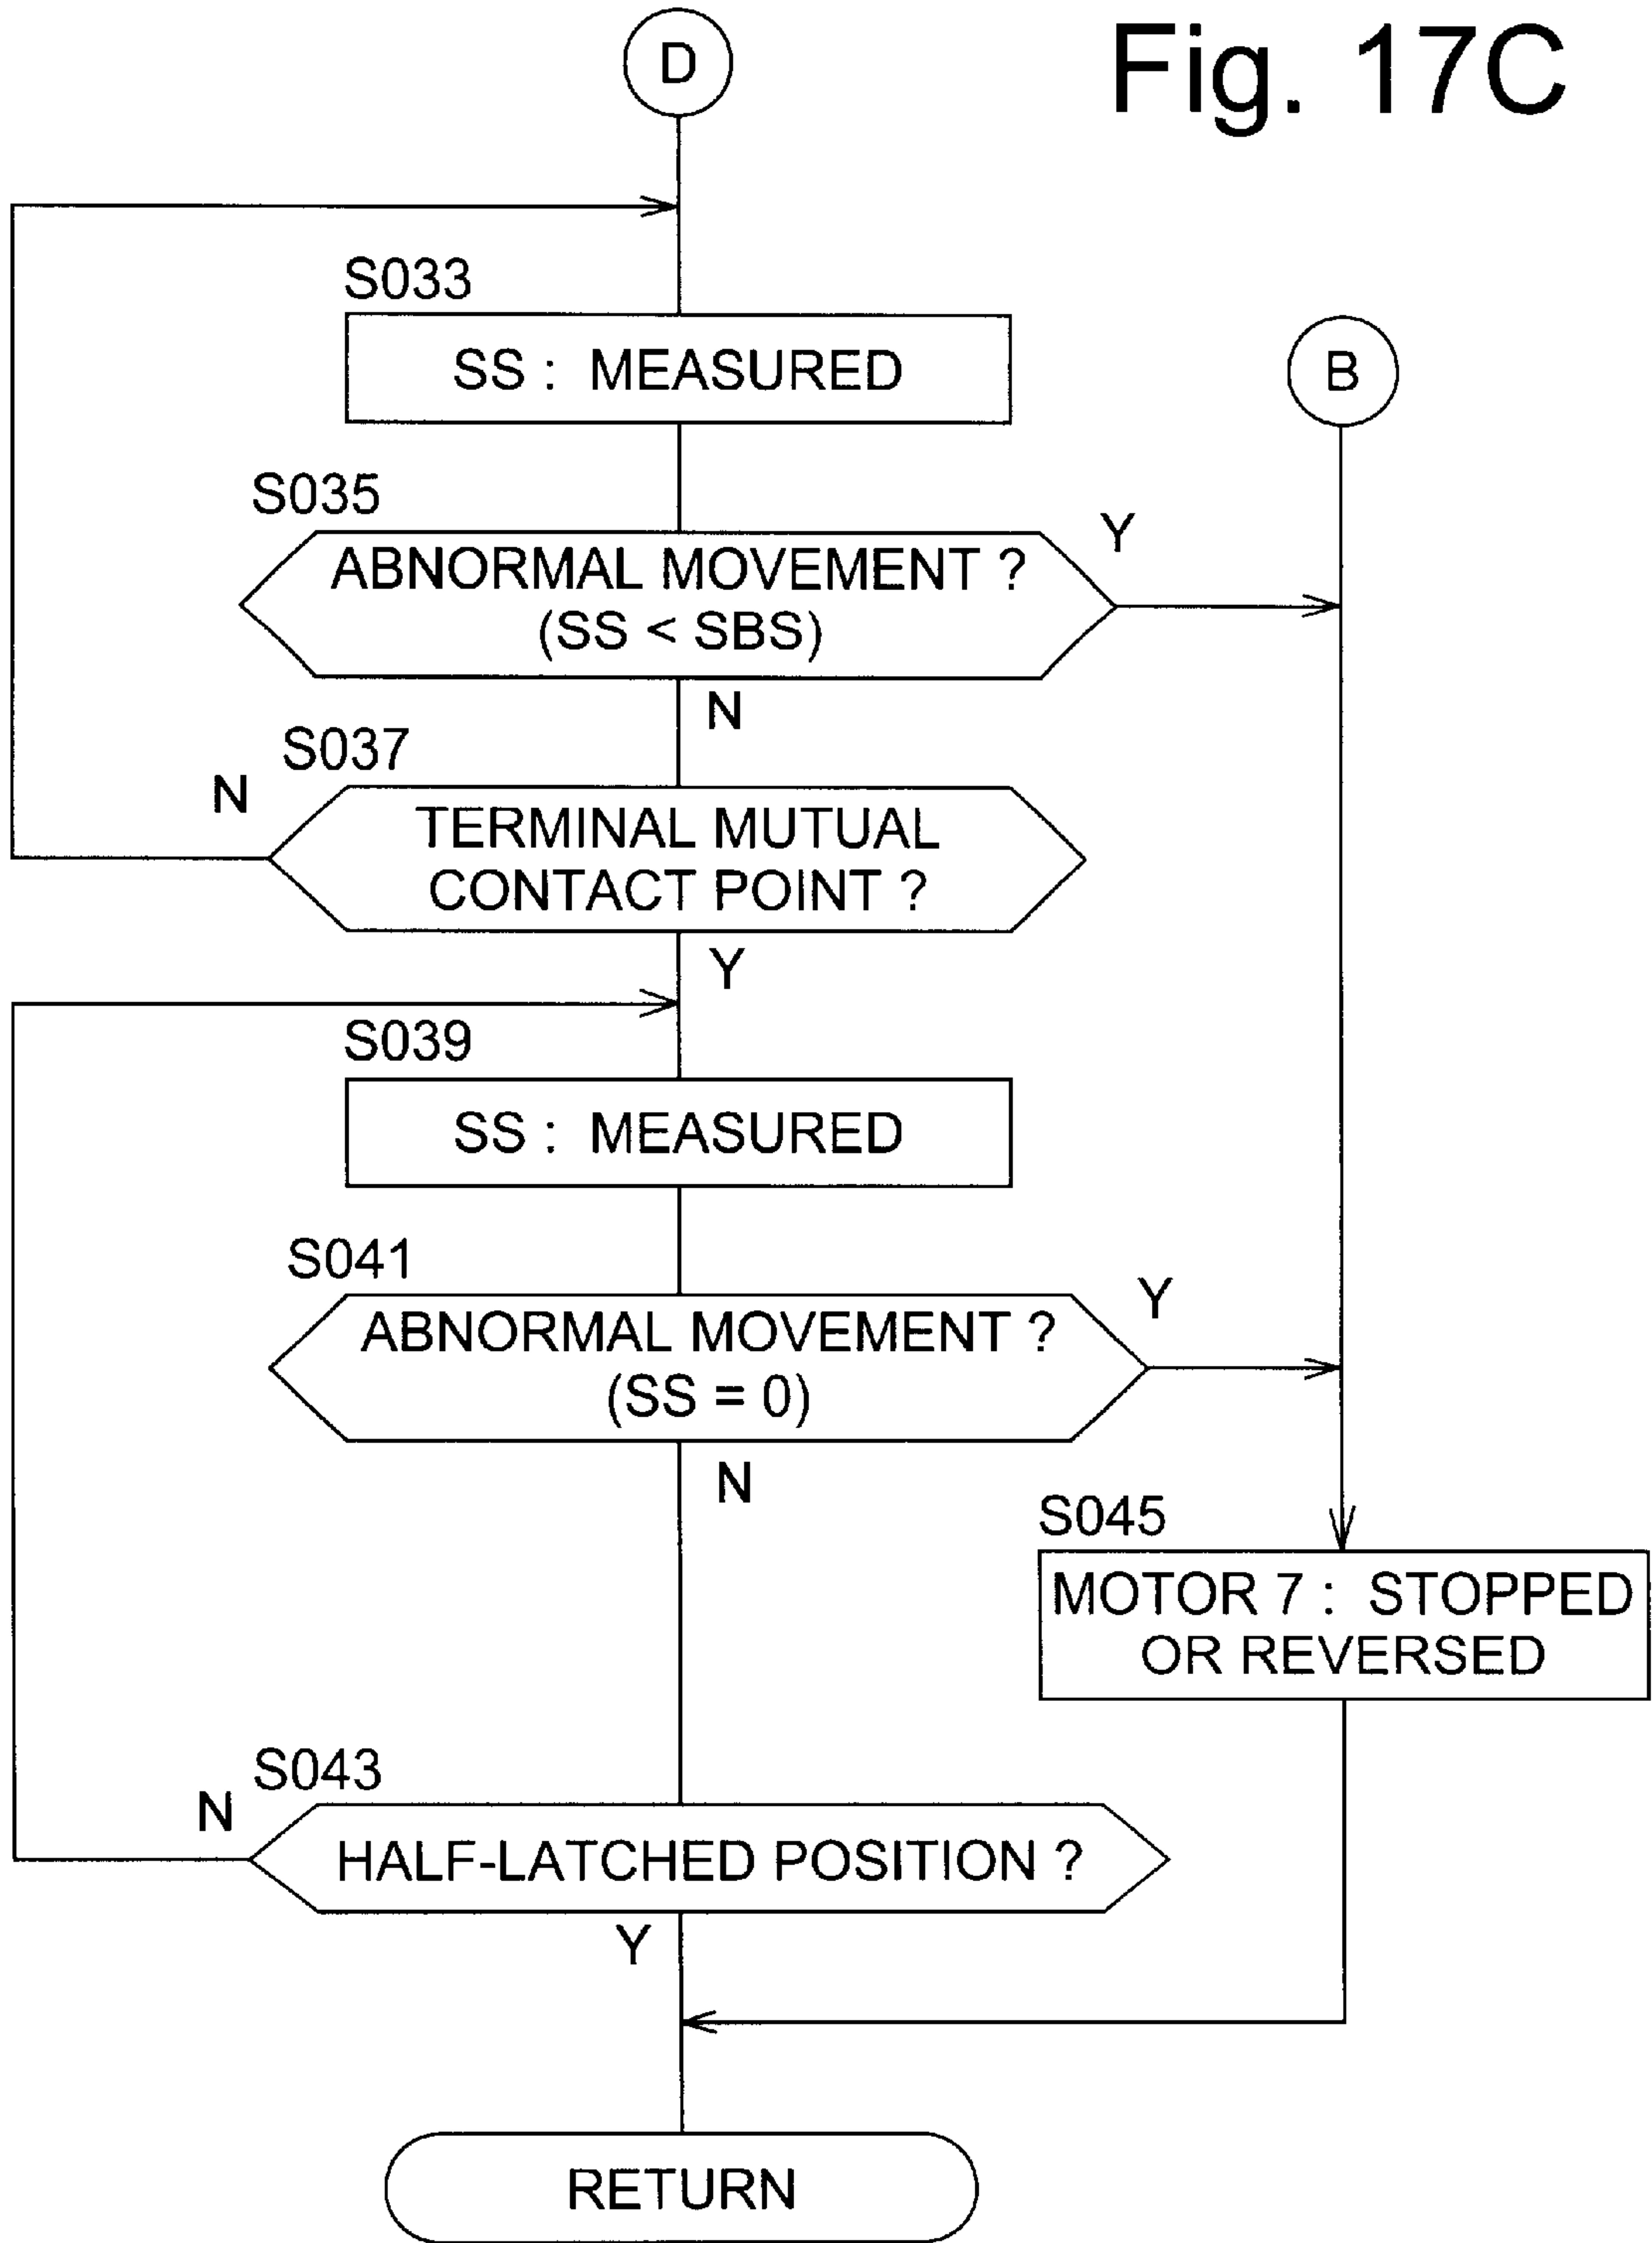 Fig. 17C
D
S033
SS : MEASURED
B
S035
ABNORMAL MOVEMENT ?
(SS < SBS)
Y
N
S037
N
TERMINAL MUTUAL
CONTACT POINT ?
Y
S039
SS : MEASURED
S041
ABNORMAL MOVEMENT ?
(SS = 0)
Y
N
S045
MOTOR 7 : STOPPED
OR REVERSED
S043
N
HALF-LATCHED POSITION ?
Y
RETURN